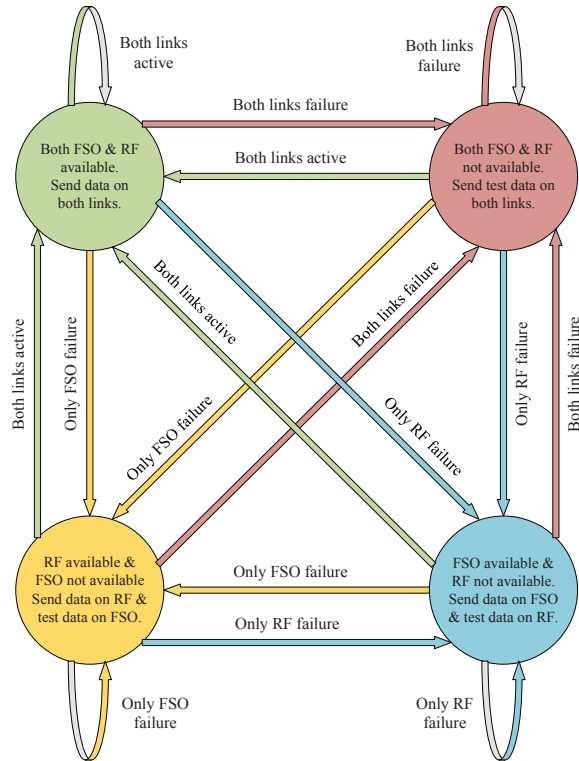 Both links
active
Both links
failure
Both links failure
Both FSO & RF
available.
Send data on
both links.
Both links active
Both FSO & RF
not available.
Send test data on
both links.
Both links active
Only FSO failure
Both links active
Only FSO failure
Both links failure
Only RF failure
Only RF failure
Both links failure
RF available &
FSO not available
Send data on RF &
test data on FSO.
Only FSO failure
Only RF failure
FSO available &
RF not available.
Send data on FSO
& test data on RF.
Only FSO
failure
Only RF
failure